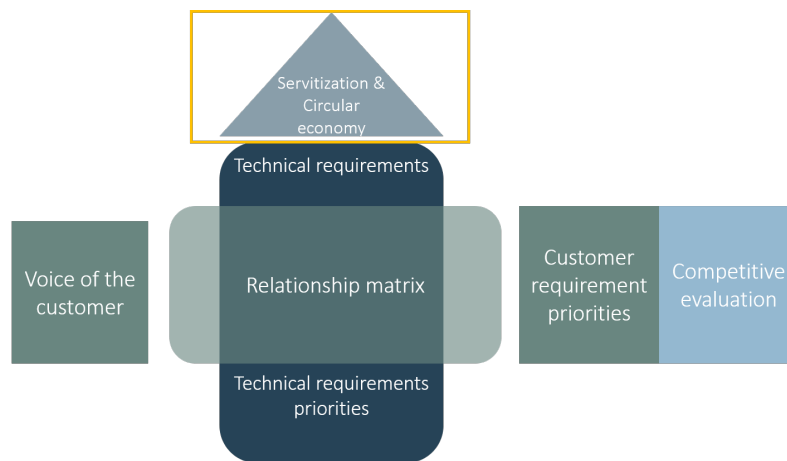 Servitization &
Circular
economy
Technical requirements
Voice of the
customer
Relationship matrix
Customer
requirement
priorities
Competitive
evaluation
Technical requirements
priorities